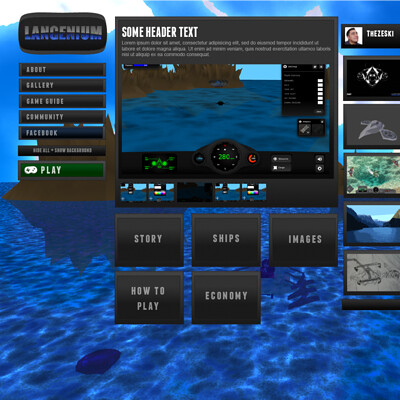 LANGENIUM
ABOUT
GALLERY
GAME GUIDE
COMMUNITY
FACEBOOK
HIDE ALL + SHOW BACKGROUND
PLAY
SOME HEADER TEXT
Lorem ipsum dolor sit amet, consectetur adipisicing elit, sed do eiusmod tempor incididunt ut
labore et dolore magna aliqua. Ut enim ad minim veniam, quis nostrud exercitation ullamco laboris
nisi ut aliquip ex ea commodo consequat.
280
STORY
SHIPS
IMAGES
HOW TO
PLAY
ECONOMY
THEZESKI